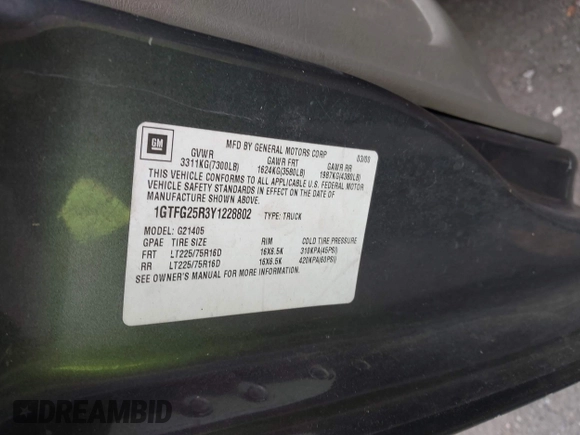 GM
MFD BY GENERAL MOTORS CORP 03/00
GVWR GAWR FRT GAWR RR
3311KG(7300LB) 1624KG(3580LB) 1987KG(4380LB)
THIS VEHICLE CONFORMS TO ALL APPLICABLE U.S. FEDERAL MOTOR
VEHICLE SAFETY STANDARDS IN EFFECT ON THE DATE OF
MANUFACTURE SHOWN ABOVE.
1GTFG25R3Y1228802 TYPE: TRUCK
MODEL: G21405
GPAE TIRE SIZE RIM COLD TIRE PRESSURE
FRT LT225/75R16D 16X6.5K 310KPA(45PSI)
RR LT225/75R16D 16X6.5K 420KPA(60PSI)
SEE OWNER'S MANUAL FOR MORE INFORMATION.
DREAMBID